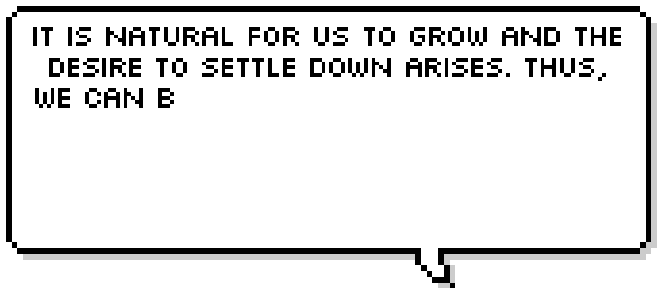 IT IS NATURAL FOR US TO GROW AND THE
DESIRE TO SETTLE DOWN ARISES. THUS,
WE CAN B